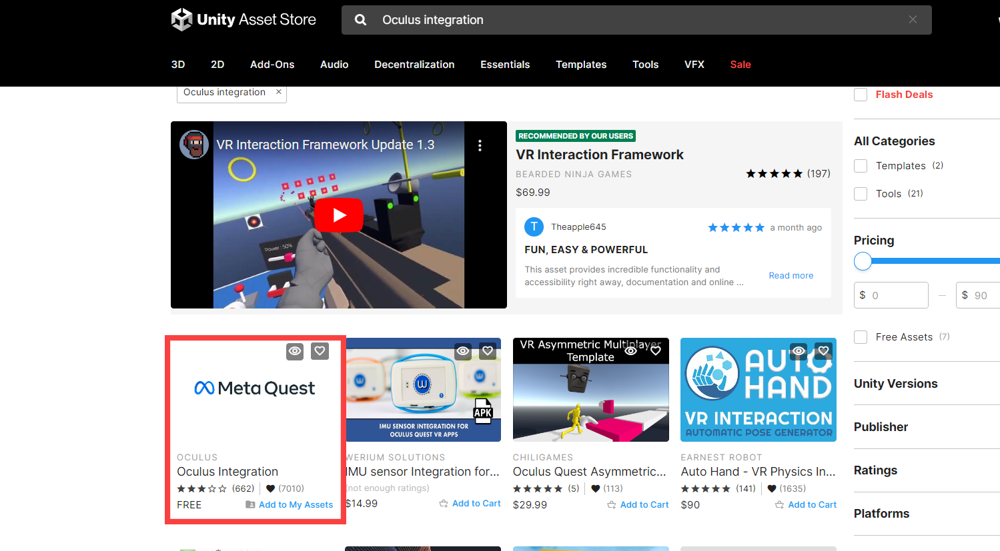 Unity Asset Store
Oculus integration
3D 2D Add-Ons Audio Decentralization Essentials Templates Tools VFX Sale
Oculus integration ×
Flash Deals
VR Interaction Framework Update 1.3
Power : 50%
RECOMMENDED BY OUR USERS
VR Interaction Framework
BEARDED NINJA GAMES
★★★★★ (197)
$69.99
T Theapple645
★★★★★ a month ago
FUN, EASY & POWERFUL
This asset provides incredible functionality and
accessibility right away, documentation and online ...
Read more
All Categories
Templates (2)
Tools (21)
Pricing
$ 0 — $ 90
Free Assets (7)
Unity Versions
Publisher
Ratings
Platforms
Meta Quest
OCULUS
Oculus Integration
★★★☆☆ (662) (7010)
FREE Add to My Assets
W
APK
IMU SENSOR INTEGRATION FOR
OCULUS QUEST VR APPS
WERIUM SOLUTIONS
IMU sensor Integration for...
(not enough ratings)
$14.99 Add to Cart
VR Asymmetric Multiplayer
Template
CHILIGAMES
Oculus Quest Asymmetric...
★★★★★ (5) (113)
$29.99 Add to Cart
AUTO
HAND
VR INTERACTION
AUTOMATIC POSE GENERATOR
EARNEST ROBOT
Auto Hand - VR Physics In...
★★★★★ (141) (1635)
$90 Add to Cart